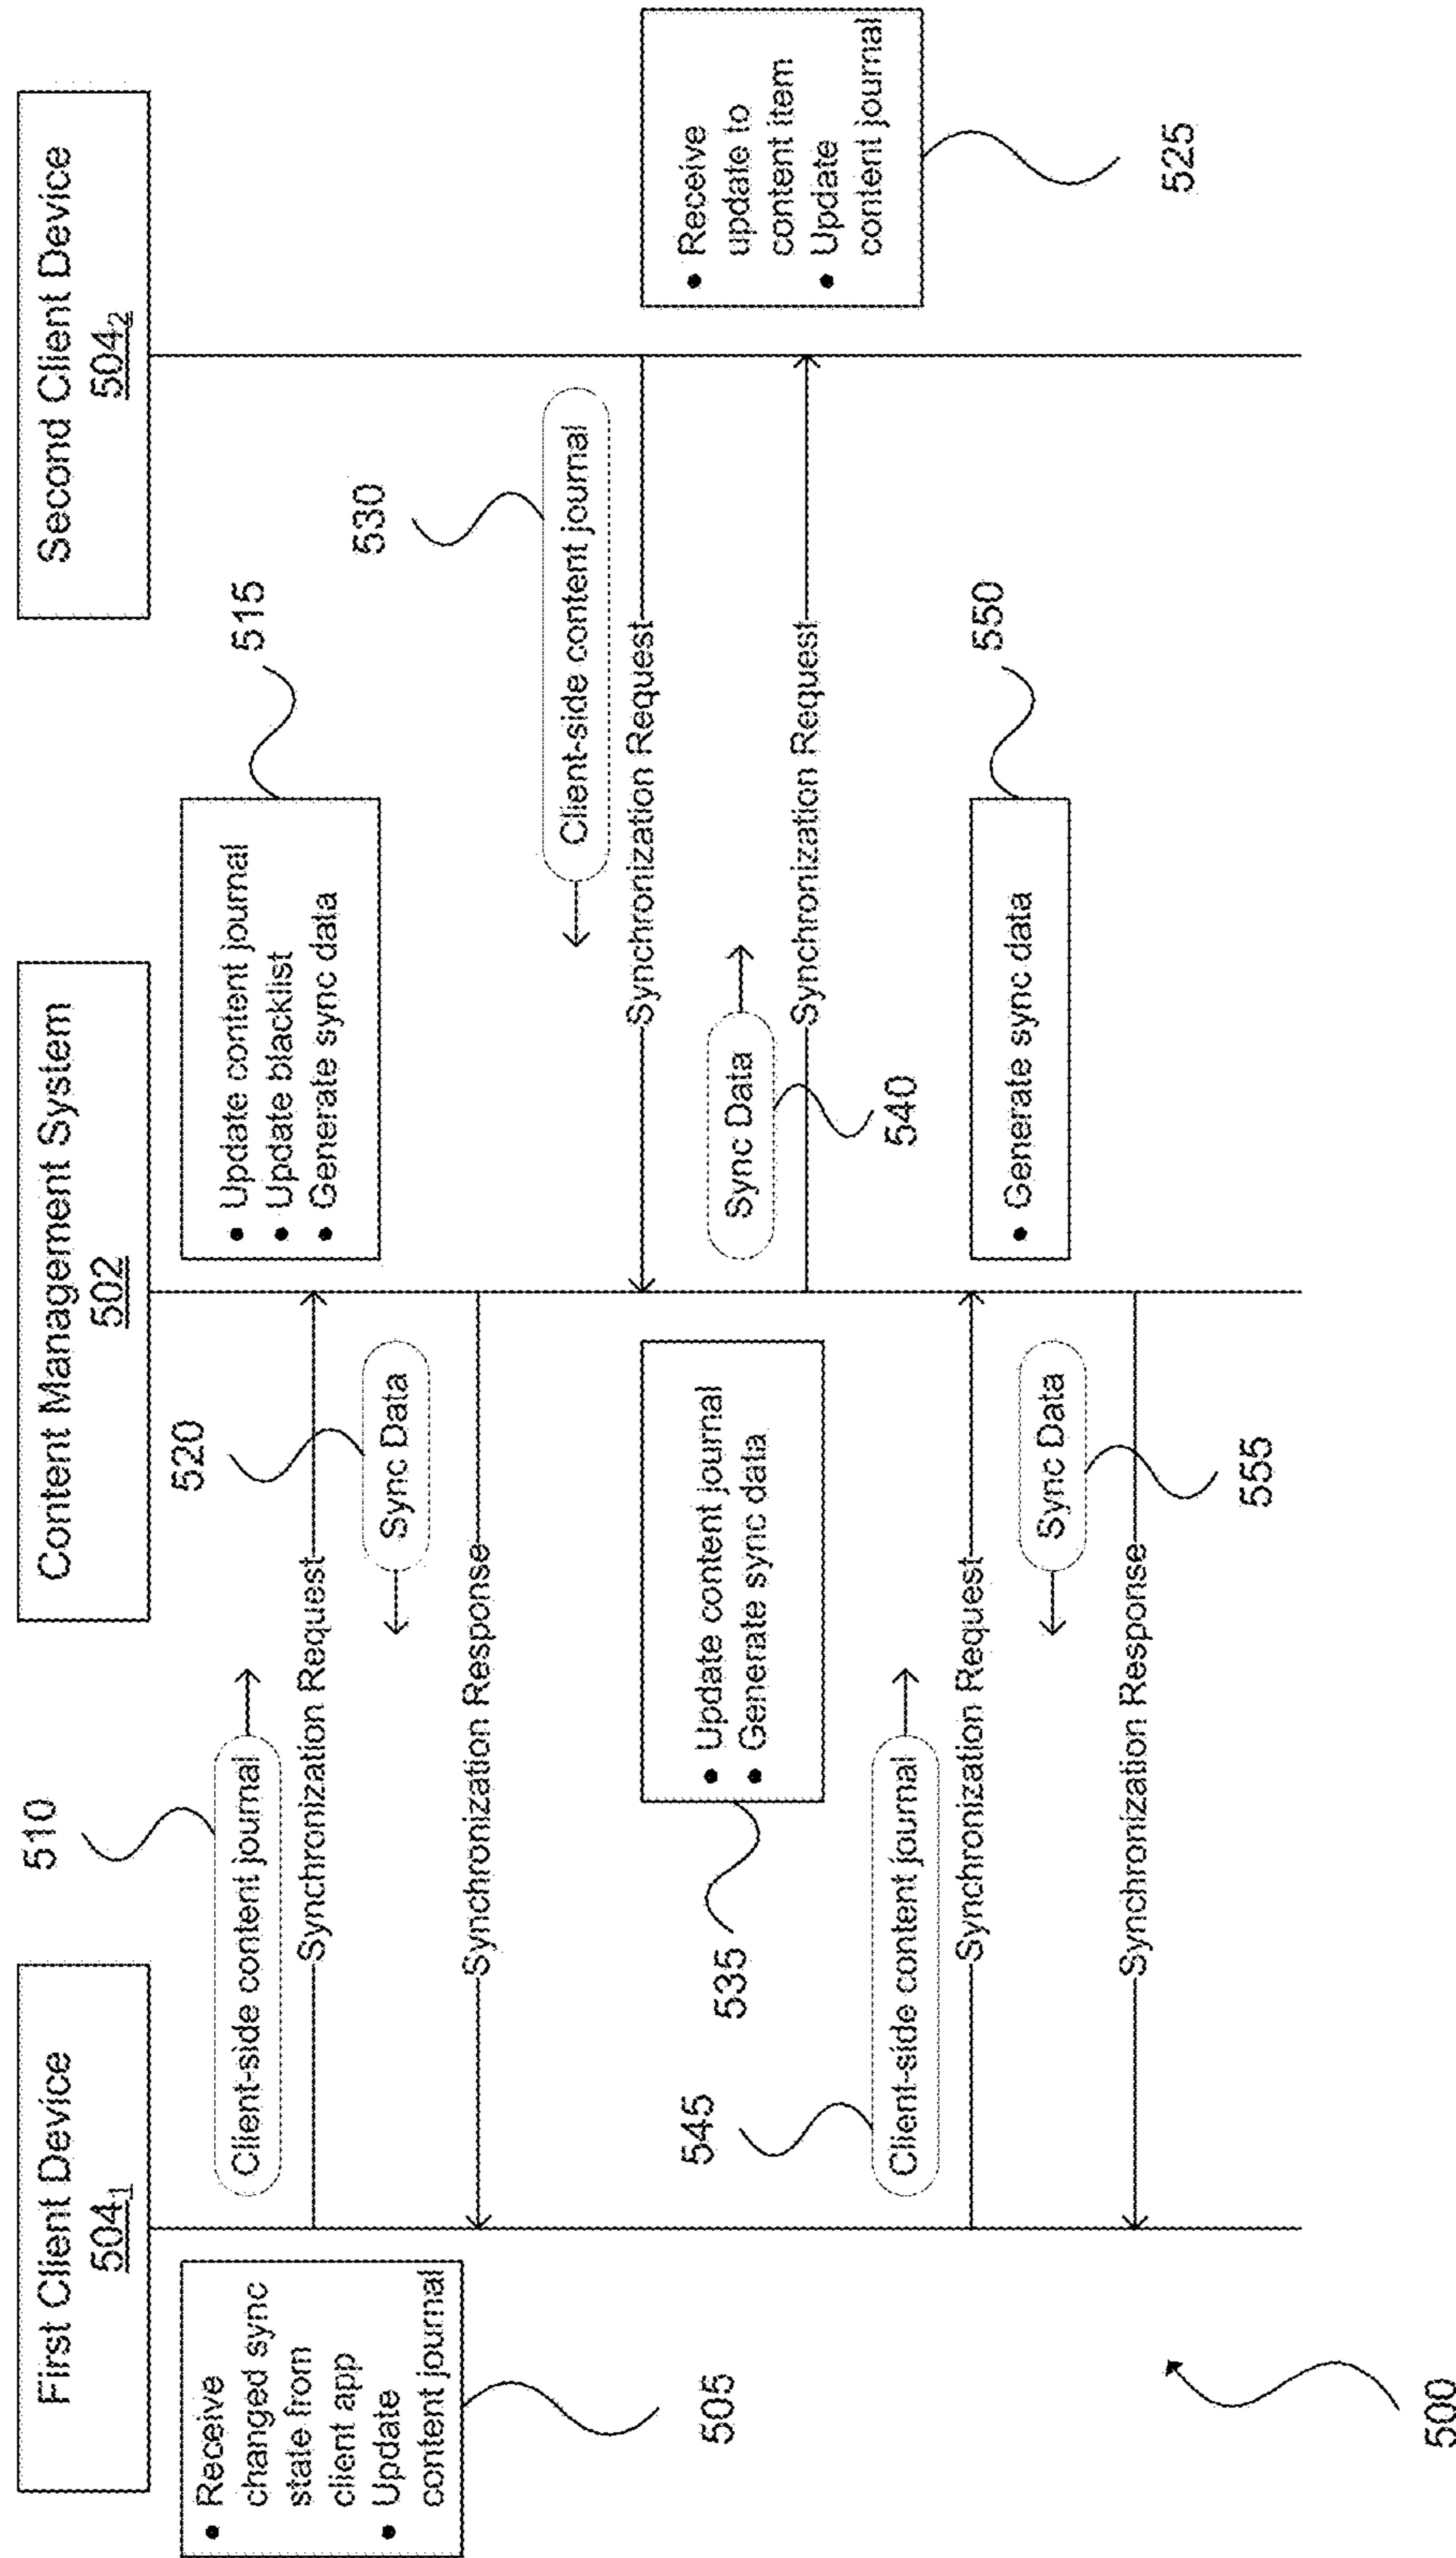 First Client Device
504₁
Content Management System
502
Second Client Device
504₂
• Receive
changed sync
state from
client app
• Update
content journal
505
510
Client-side content journal
Synchronization Request
• Update content journal
• Update blacklist
• Generate sync data
515
520
Sync Data
Synchronization Response
530
Client-side content journal
Synchronization Request
• Receive
update to
content item
• Update
content journal
525
• Update content journal
• Generate sync data
535
Sync Data
540
Synchronization Request
545
Client-side content journal
Synchronization Request
• Generate sync data
550
Sync Data
555
Synchronization Response
500